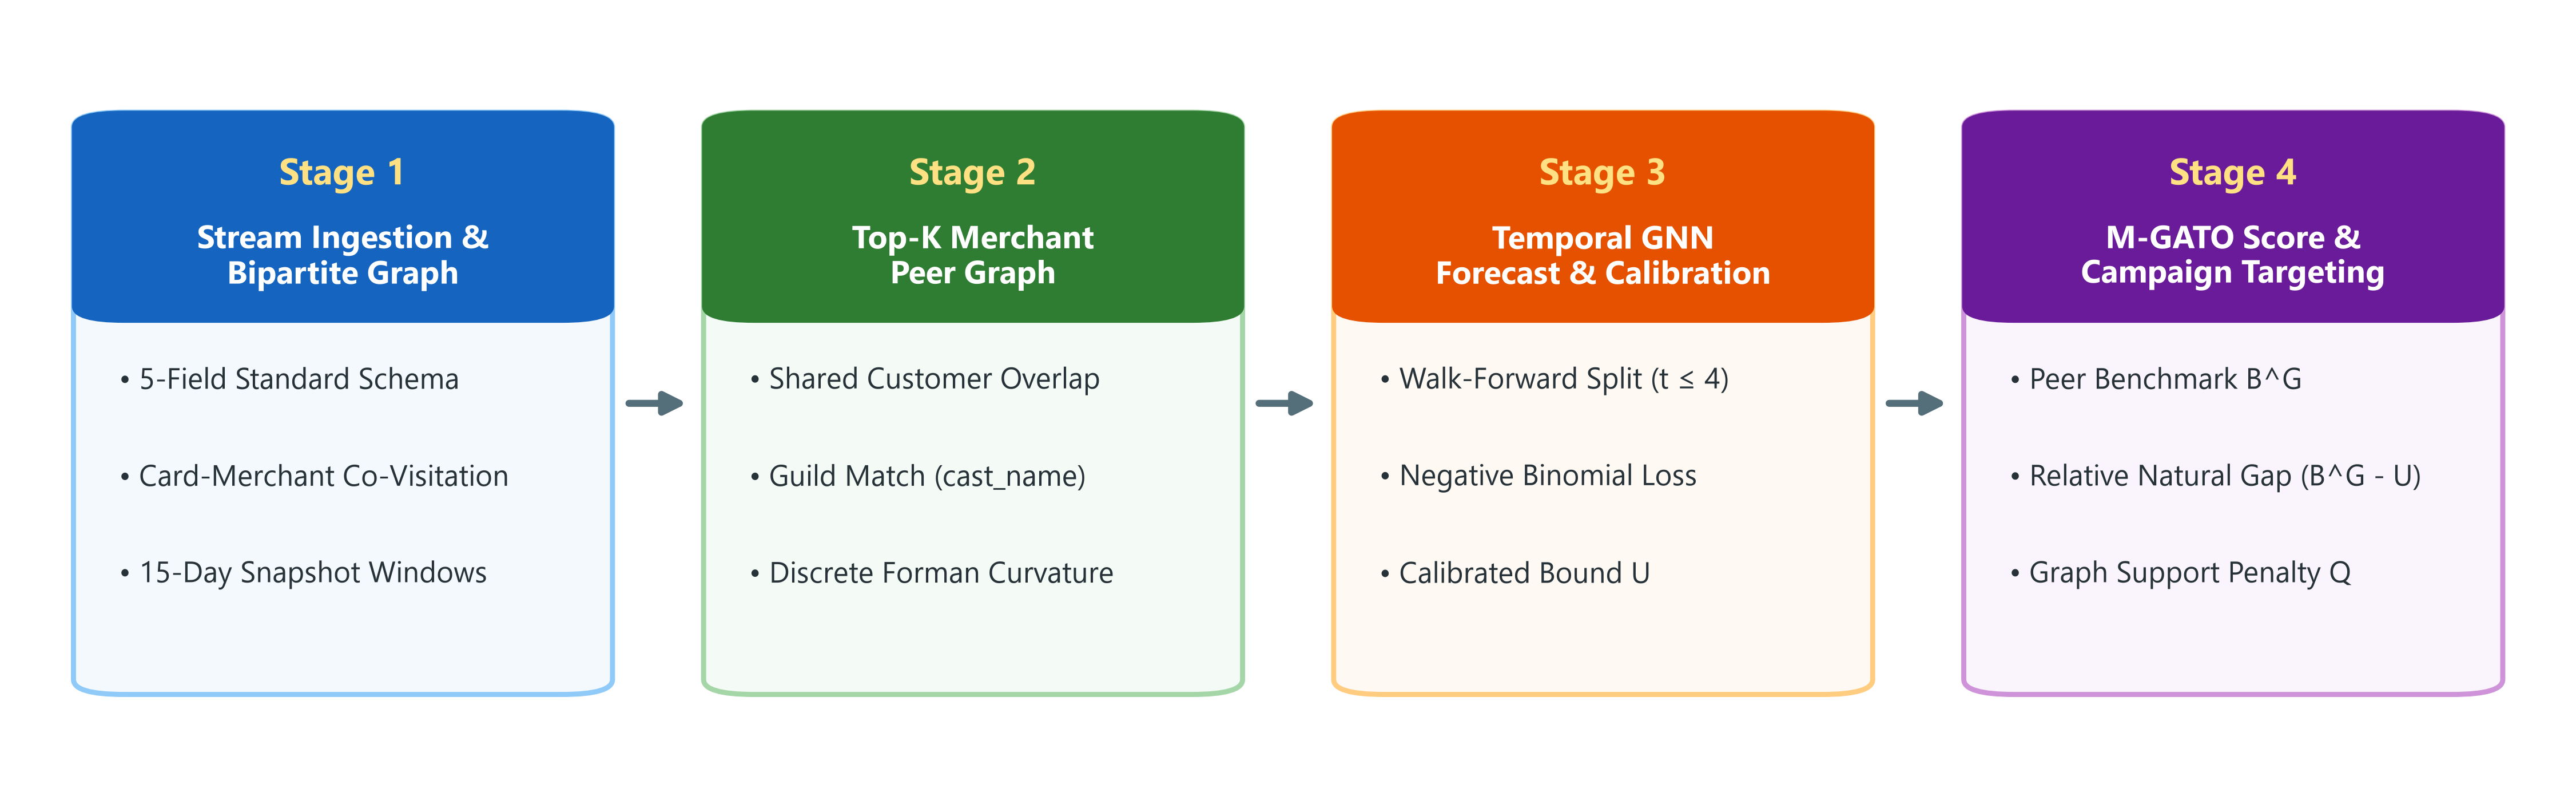 Stage 1
Stream Ingestion &
Bipartite Graph
• 5-Field Standard Schema
• Card-Merchant Co-Visitation
• 15-Day Snapshot Windows
Stage 2
Top-K Merchant
Peer Graph
• Shared Customer Overlap
• Guild Match (cast_name)
• Discrete Forman Curvature
Stage 3
Temporal GNN
Forecast & Calibration
• Walk-Forward Split (t ≤ 4)
• Negative Binomial Loss
• Calibrated Bound U
Stage 4
M-GATO Score &
Campaign Targeting
• Peer Benchmark B^G
• Relative Natural Gap (B^G - U)
• Graph Support Penalty Q